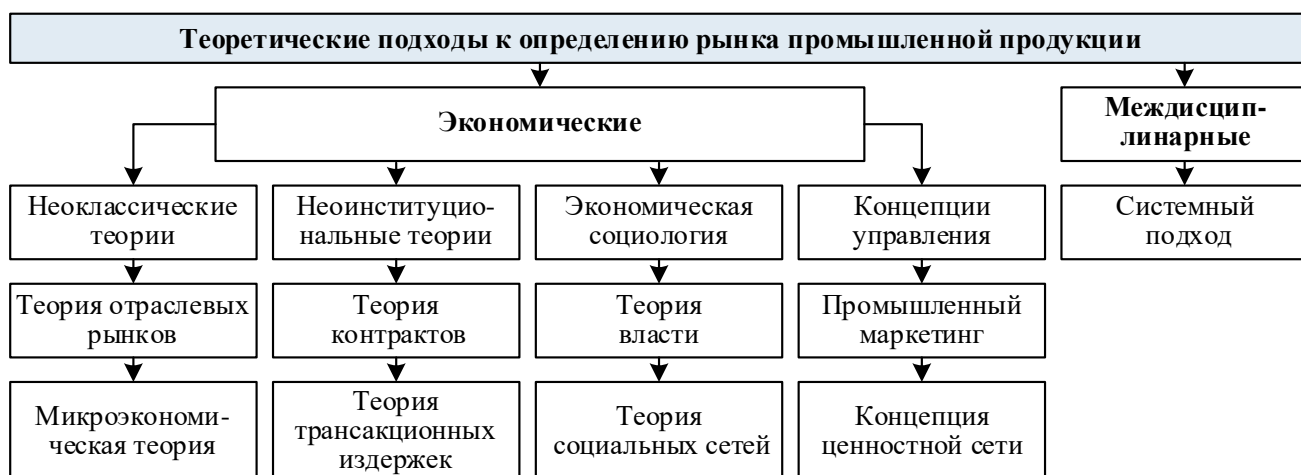 Теоретические подходы к определению рынка промышленной продукции
Экономические
Междисцип-
линарные
Неоклассические
теории
Неоинституцио-
нальные теории
Экономическая
социология
Концепции
управления
Системный
подход
Теория отраслевых
рынков
Теория
контрактов
Теория
власти
Промышленный
маркетинг
Микроэкономи-
ческая теория
Теория
трансакционных
издержек
Теория
социальных сетей
Концепция
ценностной сети